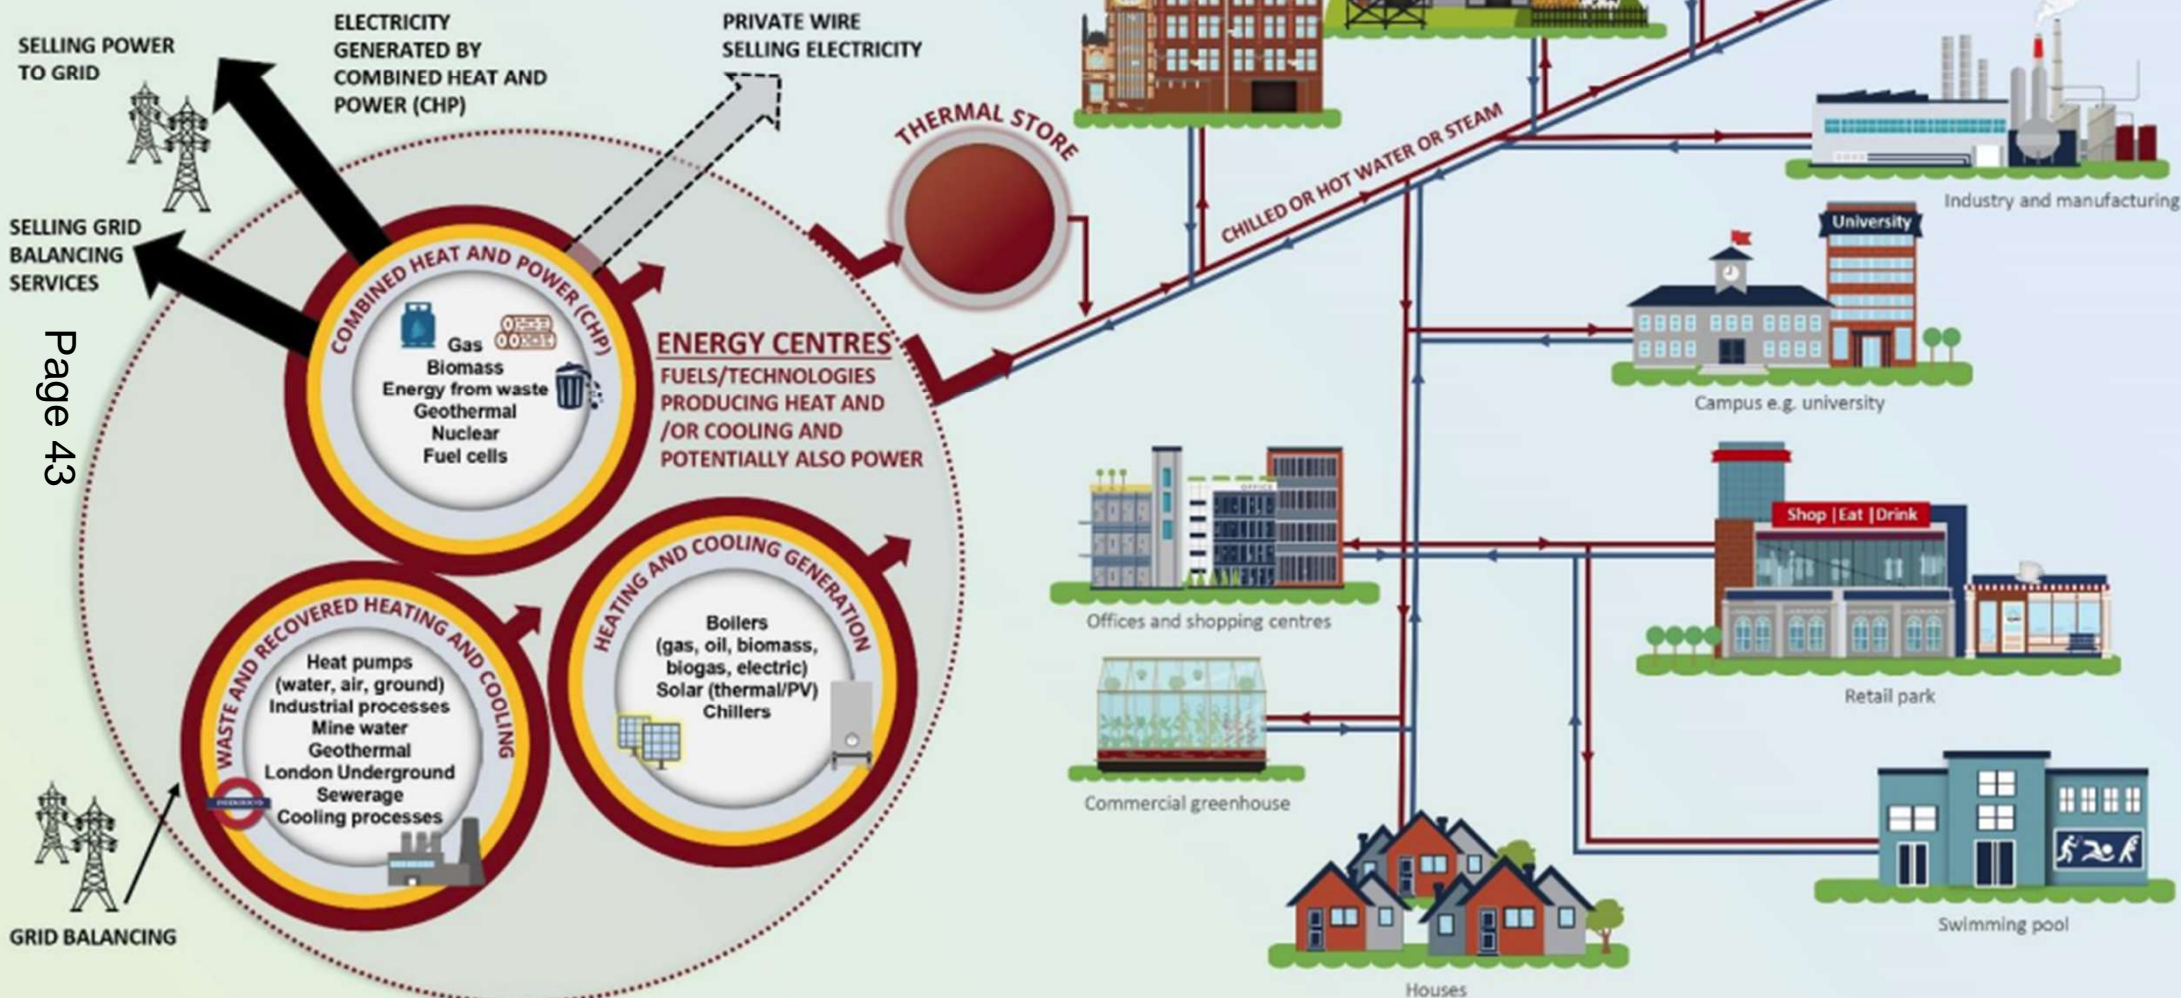 SELLING POWER
TO GRID
ELECTRICITY
GENERATED BY
COMBINED HEAT AND
POWER (CHP)
PRIVATE WIRE
SELLING ELECTRICITY
SELLING GRID
BALANCING
SERVICES
Page 43
THERMAL STORE
CHILLED OR HOT WATER OR STEAM
COMBINED HEAT AND POWER (CHP)
Gas
Biomass
Energy from waste
Geothermal
Nuclear
Fuel cells
ENERGY CENTRES
FUELS/TECHNOLOGIES
PRODUCING HEAT AND
/OR COOLING AND
POTENTIALLY ALSO POWER
HEATING AND COOLING GENERATION
Boilers
(gas, oil, biomass,
biogas, electric)
Solar (thermal/PV)
Chillers
WASTE AND RECOVERED HEATING AND COOLING
Heat pumps
(water, air, ground)
Industrial processes
Mine water
Geothermal
London Underground
Sewerage
Cooling processes
GRID BALANCING
Industry and manufacturing
University
Campus e.g. university
OFFICE
Offices and shopping centres
Shop |Eat |Drink
Retail park
Commercial greenhouse
Swimming pool
Houses